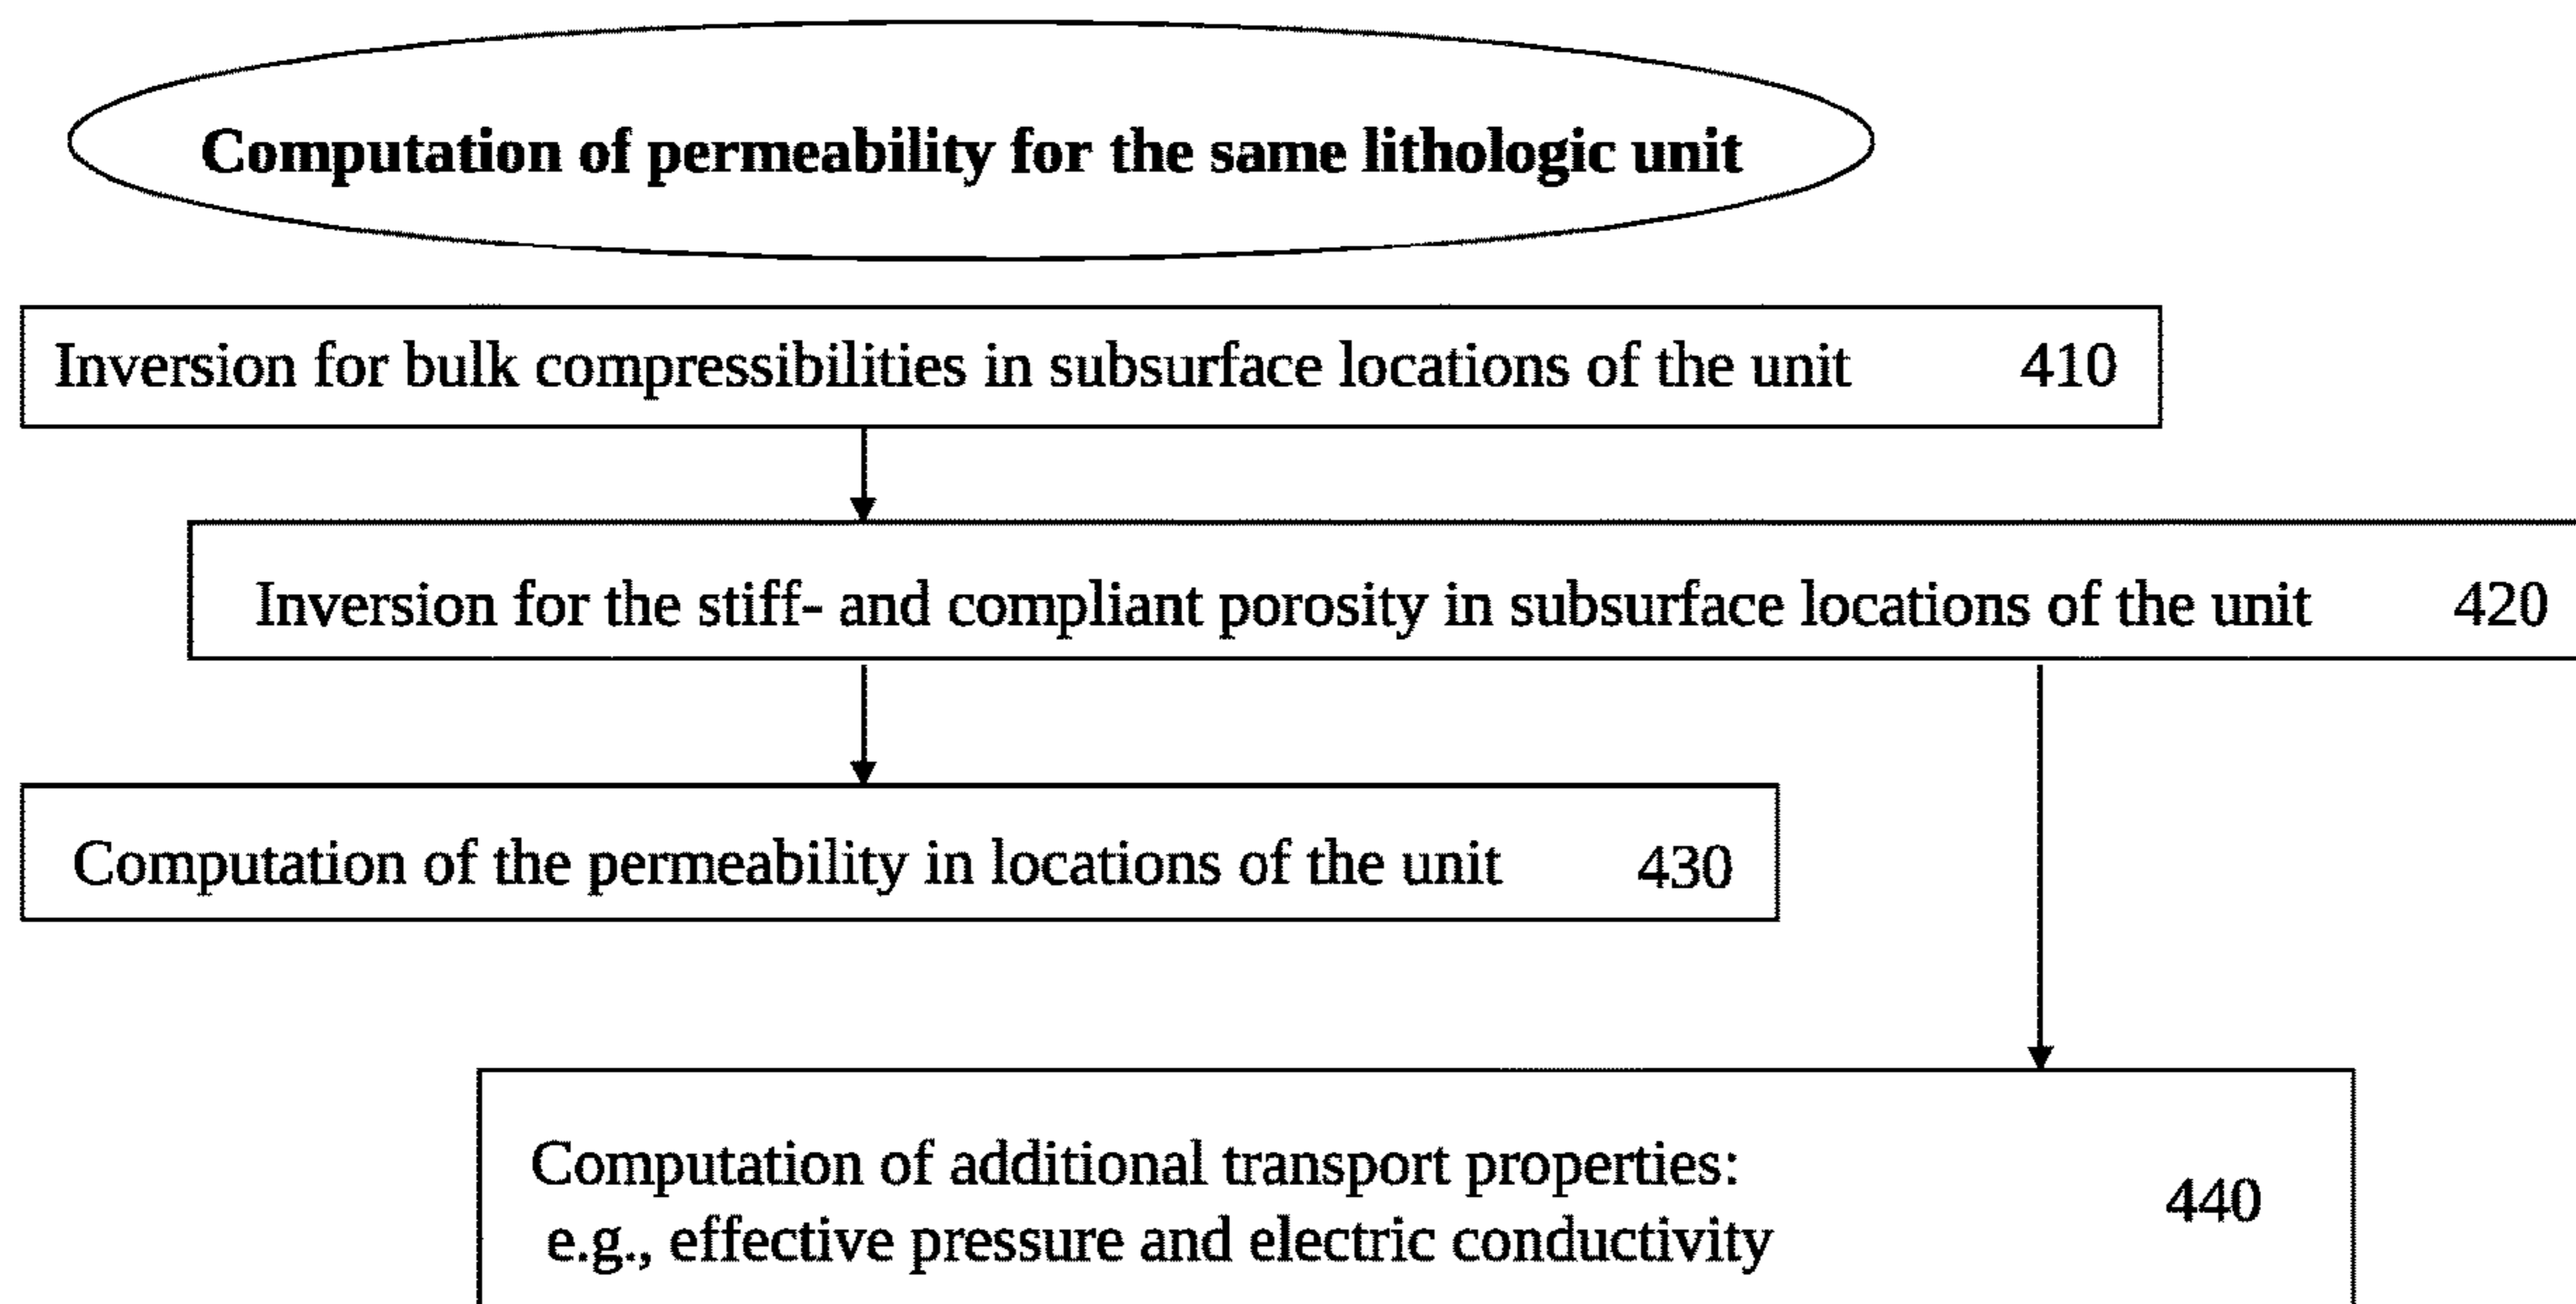 Computation of permeability for the same lithologic unit
Inversion for bulk compressibilities in subsurface locations of the unit 410
Inversion for the stiff- and compliant porosity in subsurface locations of the unit 420
Computation of the permeability in locations of the unit 430
Computation of additional transport properties:
e.g., effective pressure and electric conductivity
440